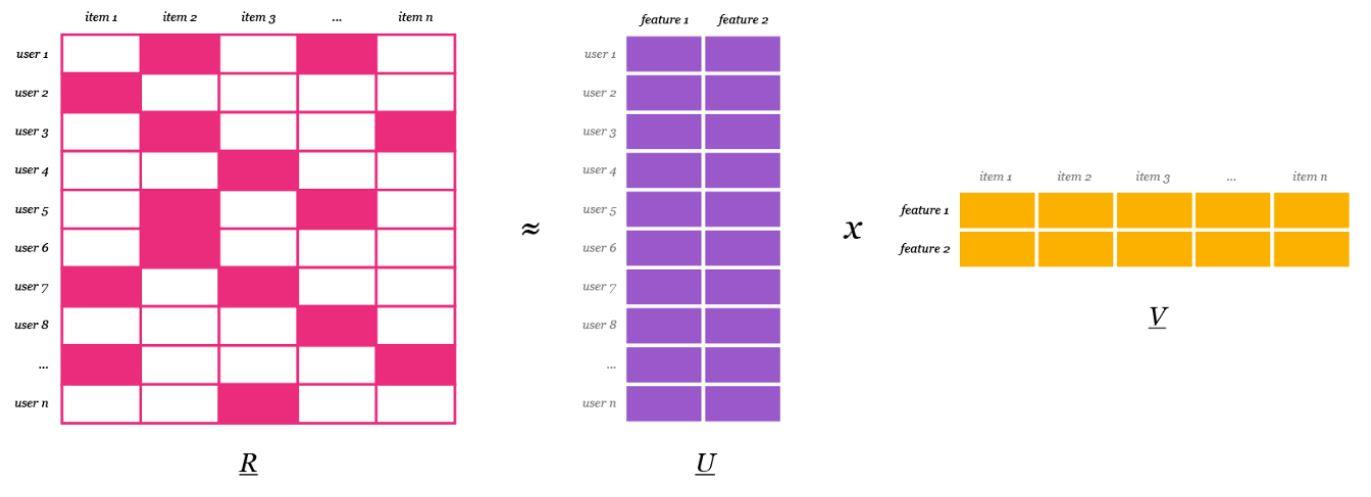 item 1 item 2 item 3 ... item n
user 1
user 2
user 3
user 4
user 5
user 6
user 7
user 8
...
user n
R
≈
feature 1 feature 2
user 1
user 2
user 3
user 4
user 5
user 6
user 7
user 8
...
user n
U
x
item 1 item 2 item 3 ... item n
feature 1
feature 2
V